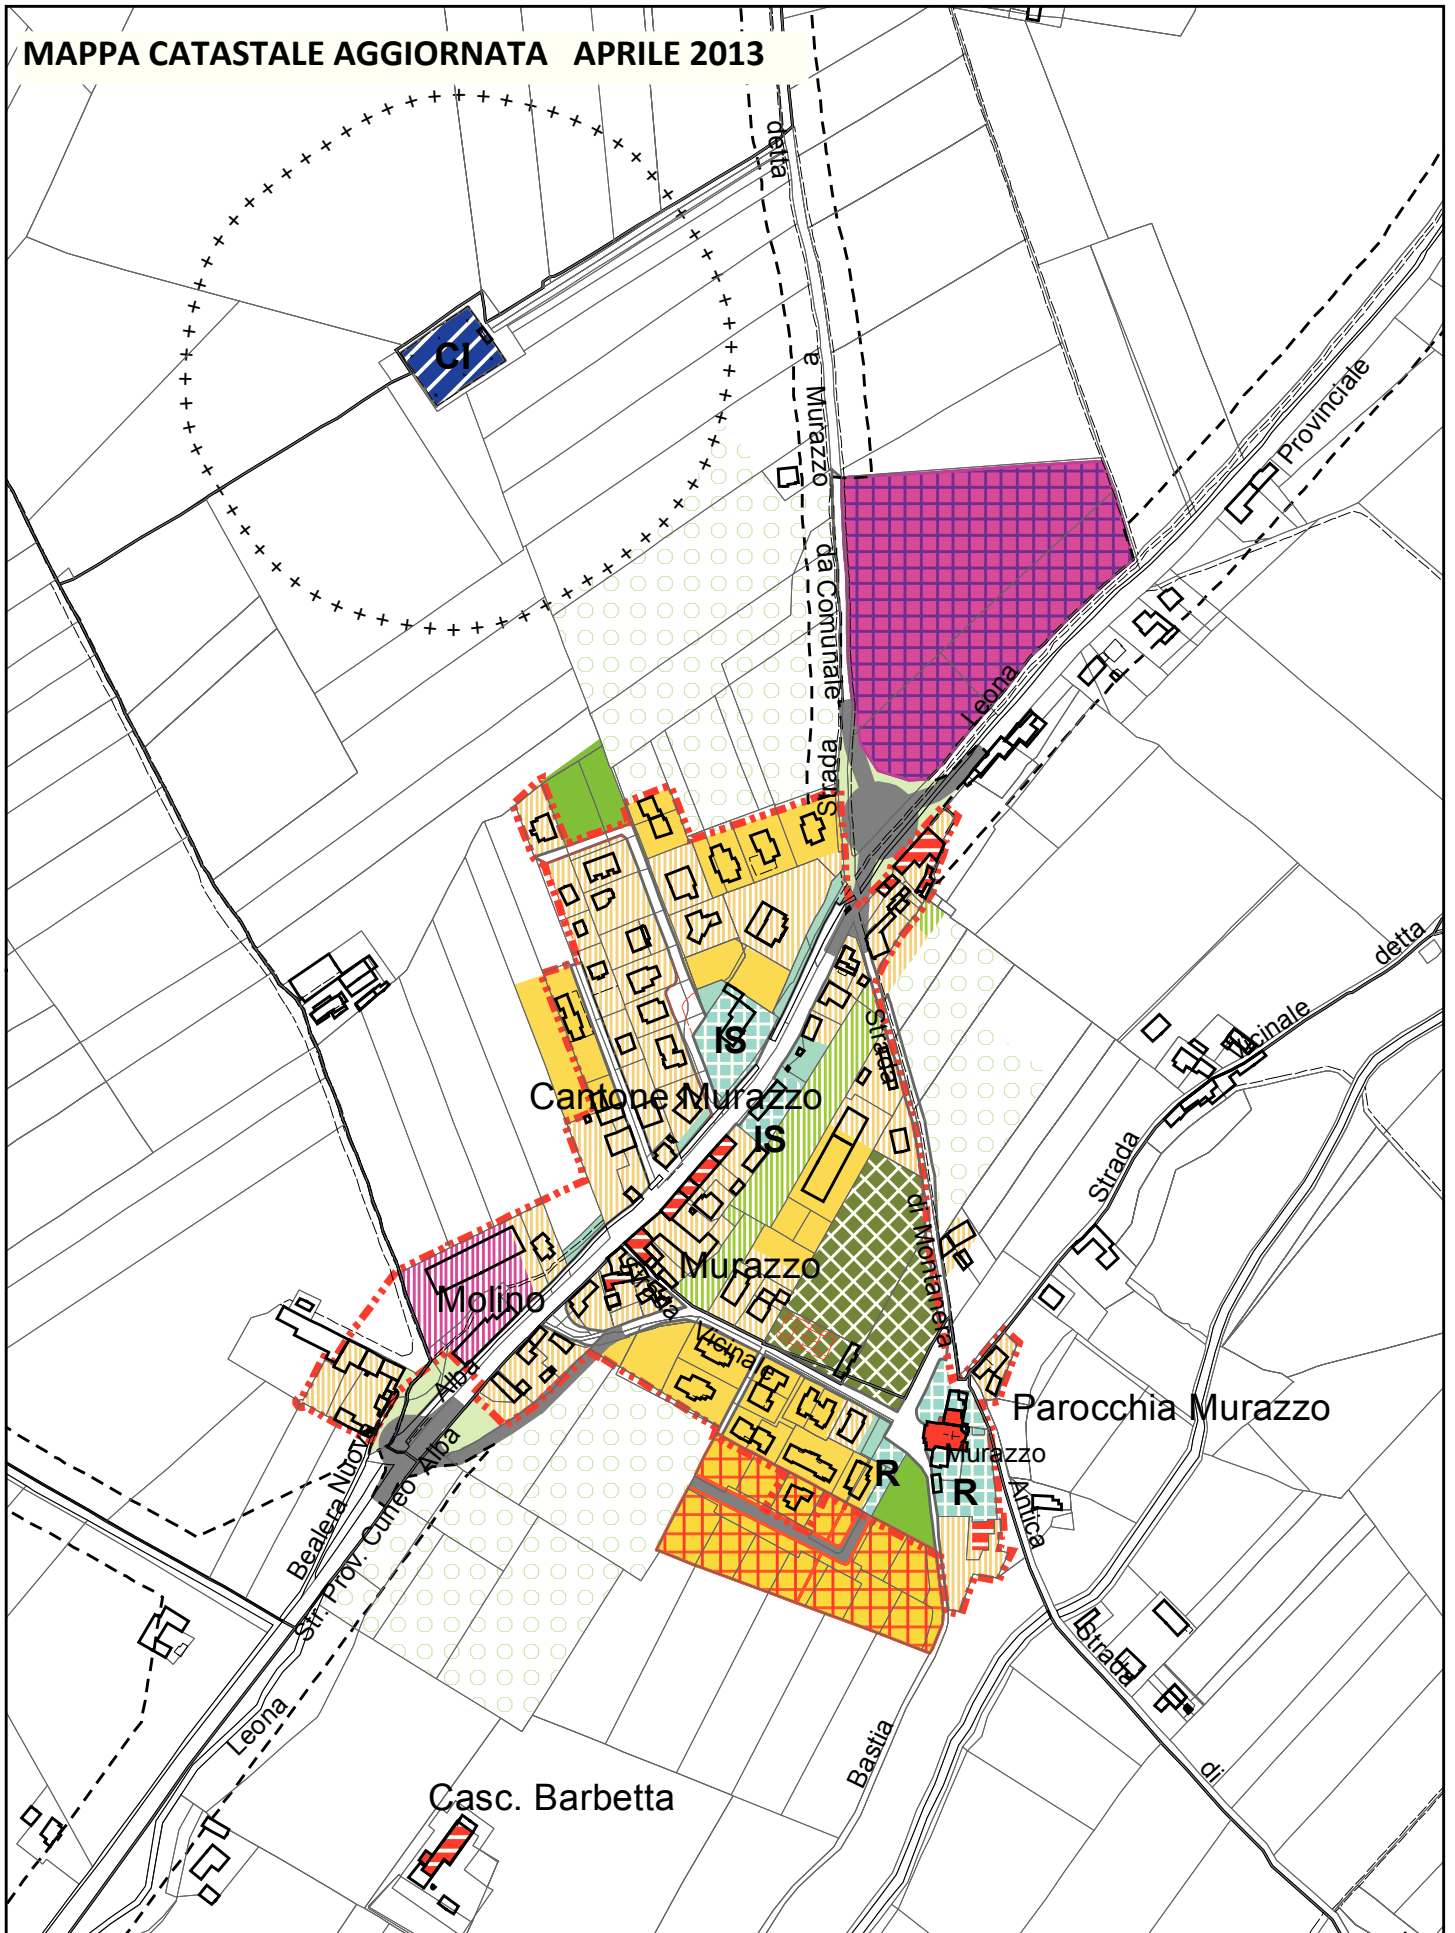 MAPPA CATASTALE AGGIORNATA   APRILE 2013
detta
CI
a Murazzo
Provinciale
da Comunale
Leona
Strada
detta
Strada
Vicinale
IS
Cantone Murazzo
IS
Strada
di Montanera
Murazzo
Strada
Molino
Vicinale
Alba
Parocchia Murazzo
Murazzo
Alba
R
R
Antica
Bealera Nuova
Str. Prov. Cuneo
Strada
Leona
Bastia
di
Casc. Barbetta